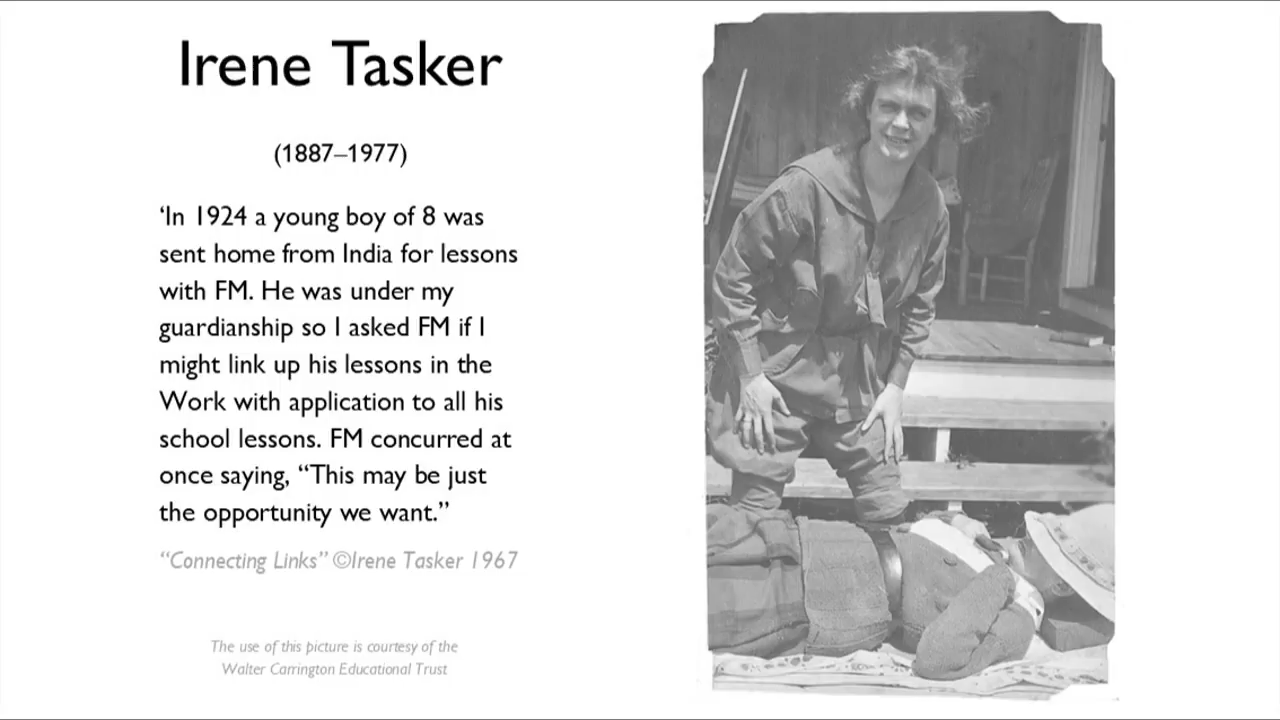 Irene Tasker
(1887–1977)
‘In 1924 a young boy of 8 was
sent home from India for lessons
with FM. He was under my
guardianship so I asked FM if I
might link up his lessons in the
Work with application to all his
school lessons. FM concurred at
once saying, “This may be just
the opportunity we want.”
“Connecting Links” ©Irene Tasker 1967
The use of this picture is courtesy of the
Walter Carrington Educational Trust